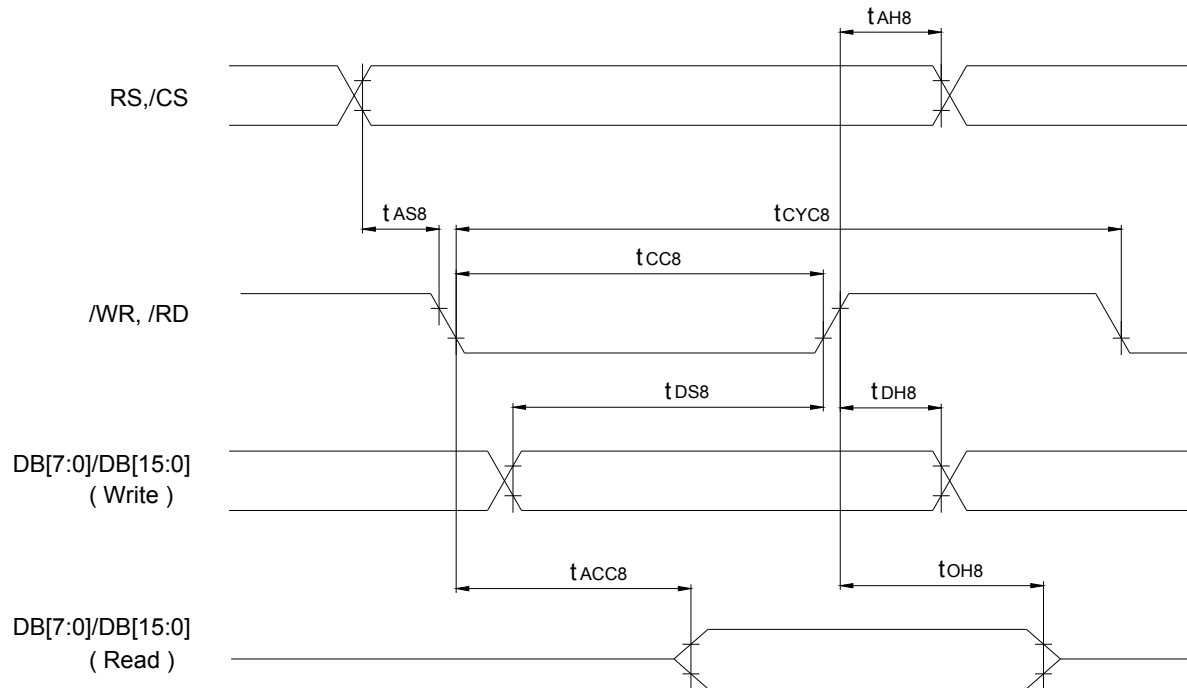 tAH8
RS,/CS
tAS8
tCYC8
tCC8
/WR, /RD
tDS8
tDH8
DB[7:0]/DB[15:0]
( Write )
tACC8
tOH8
DB[7:0]/DB[15:0]
( Read )